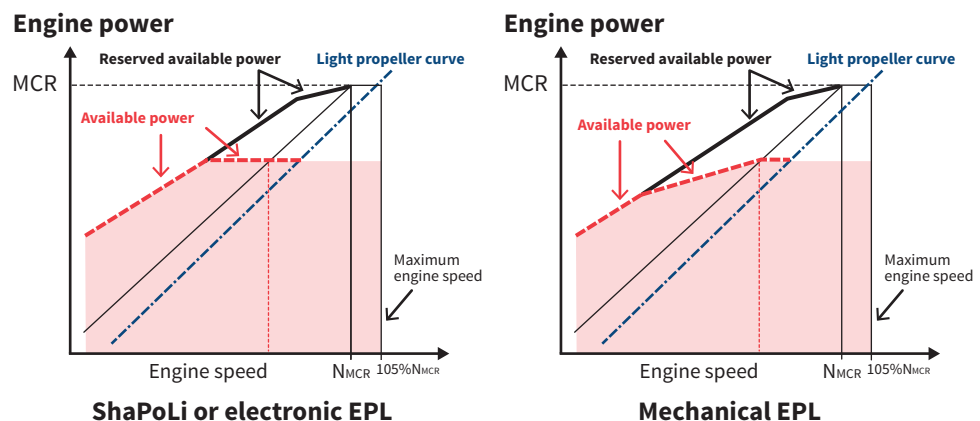 Engine power
Reserved available power
Light propeller curve
MCR
Available power
Maximum
engine speed
Engine speed
NMCR
105%NMCR
ShaPoLi or electronic EPL
Engine power
Reserved available power
Light propeller curve
MCR
Available power
Maximum
engine speed
Engine speed
NMCR
105%NMCR
Mechanical EPL